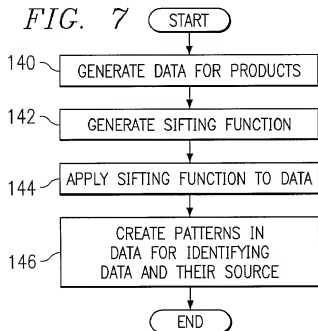 FIG. 7
START
140
GENERATE DATA FOR PRODUCTS
142
GENERATE SIFTING FUNCTION
144
APPLY SIFTING FUNCTION TO DATA
146
CREATE PATTERNS IN
DATA FOR IDENTIFYING
DATA AND THEIR SOURCE
END